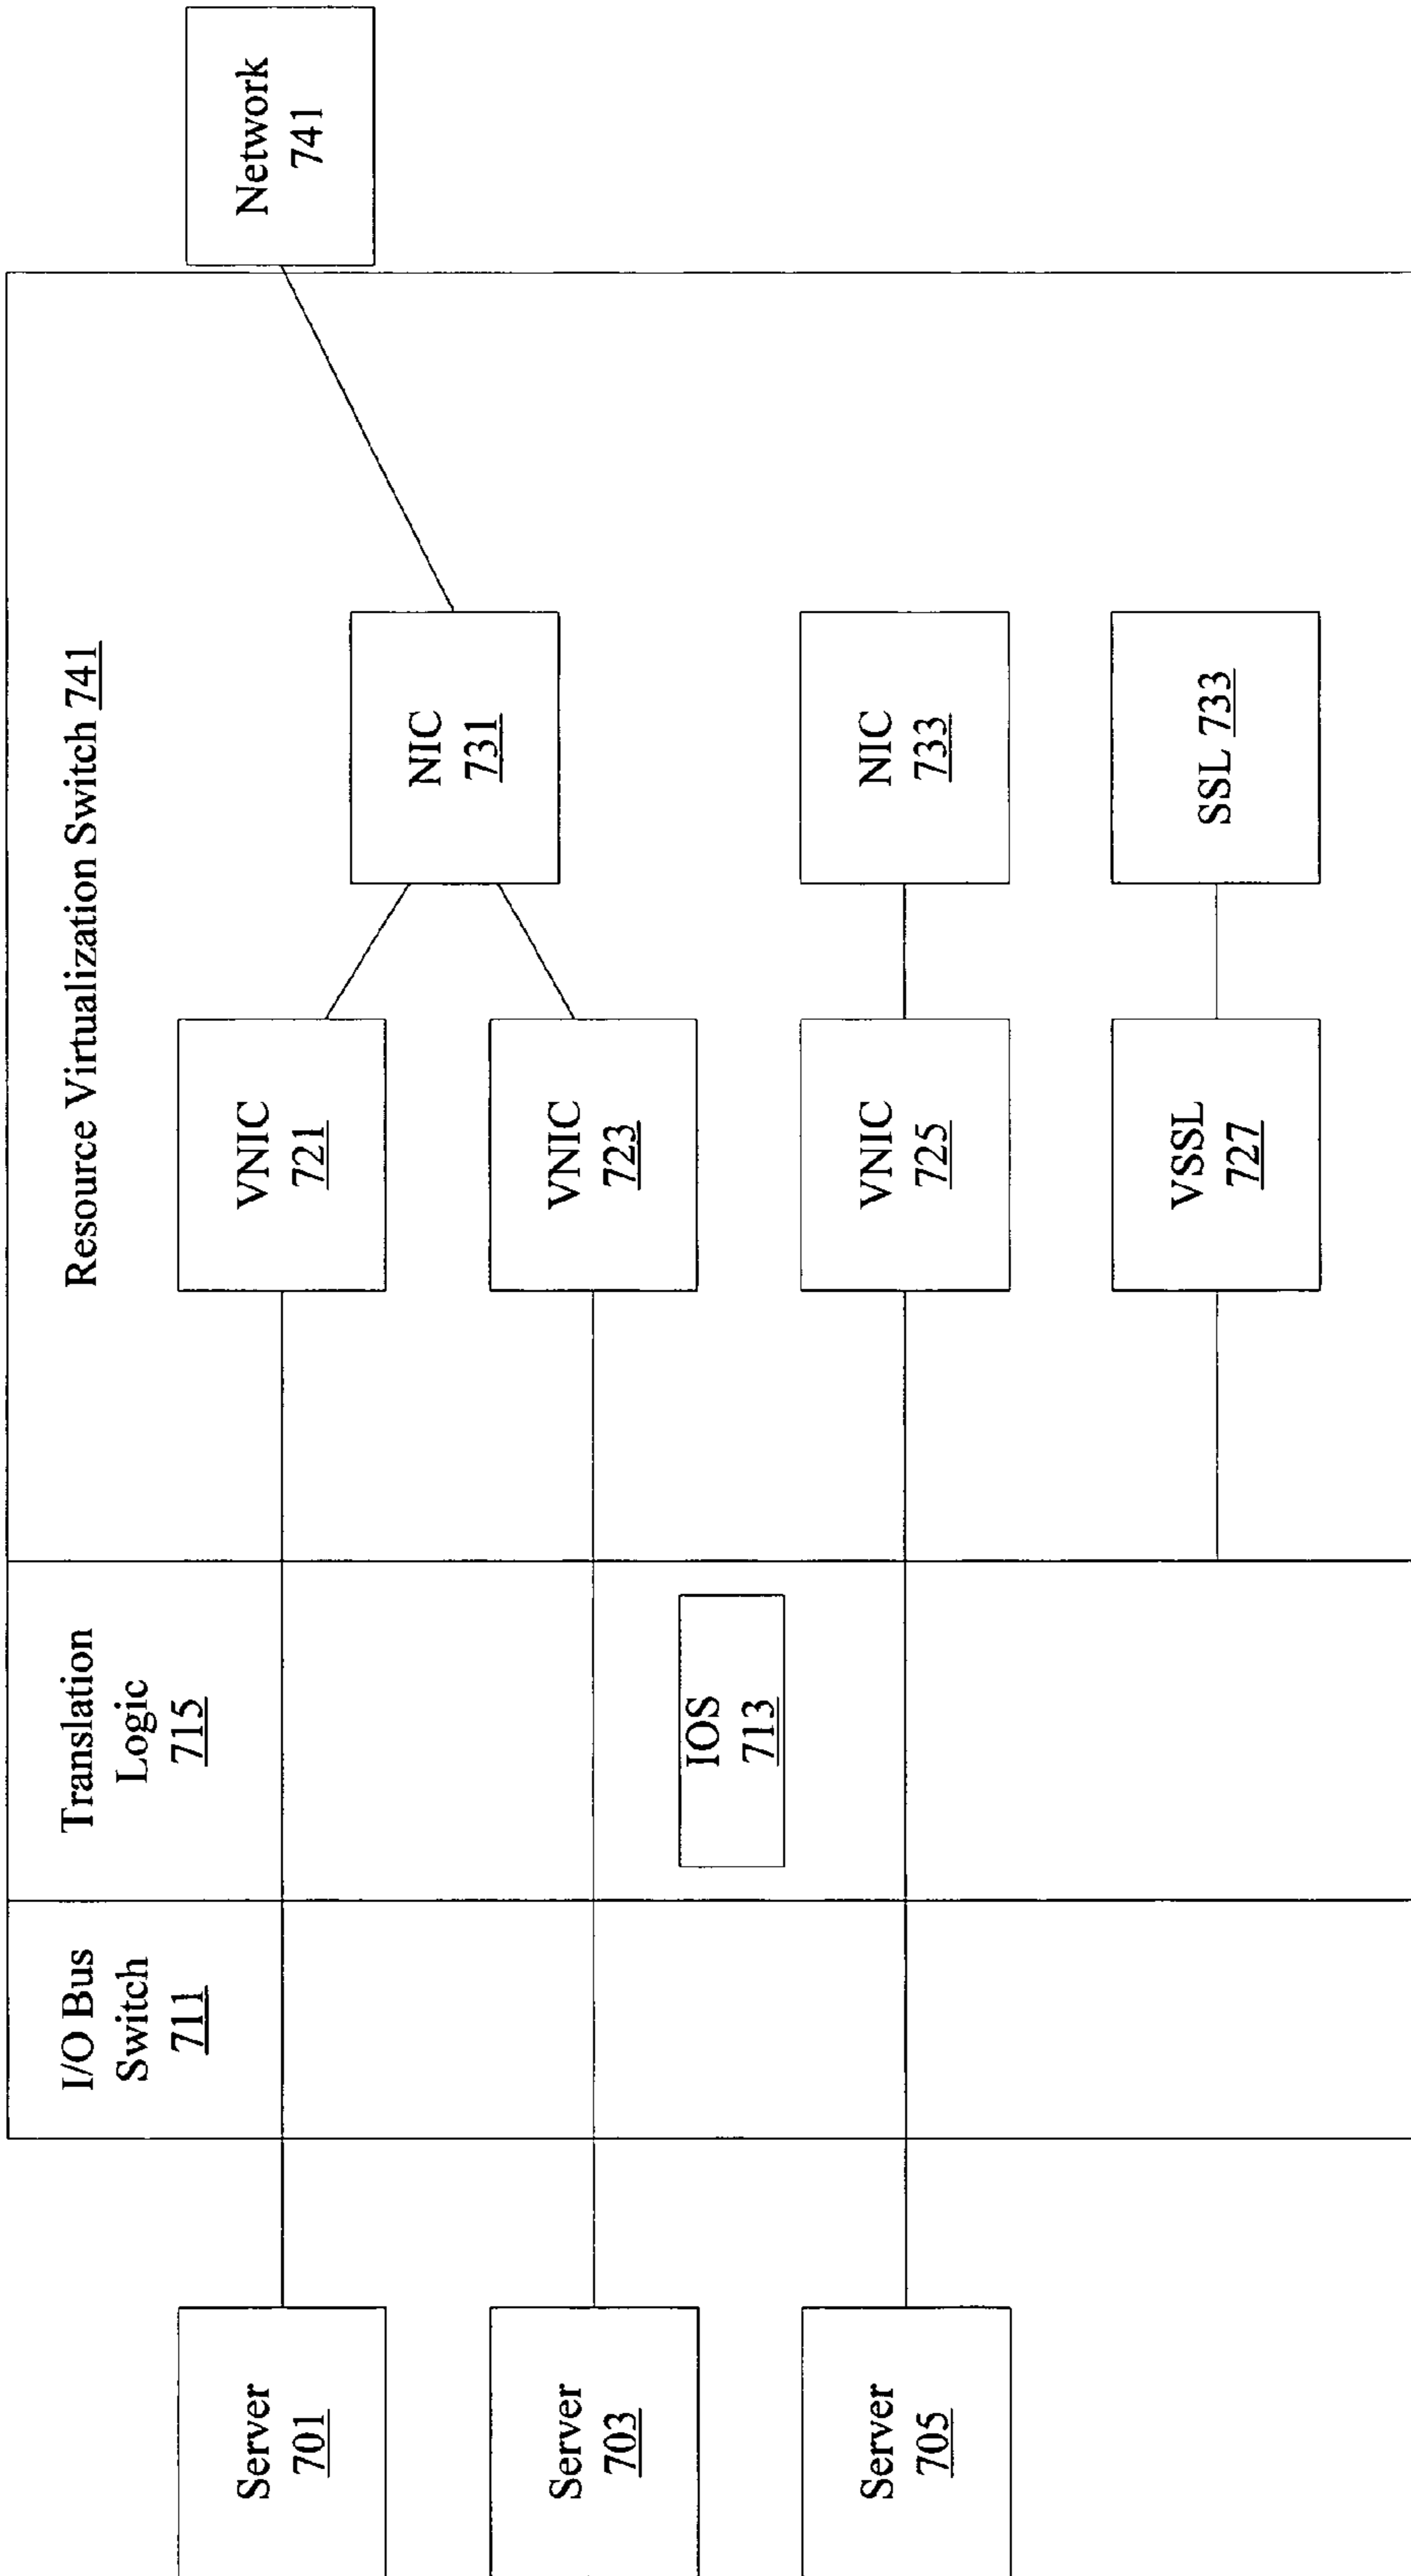 Resource Virtualization Switch 741
I/O Bus
Switch
711
Translation
Logic
715
Server
701
VNIC
721
Network
741
NIC
731
Server
703
VNIC
723
IOS
713
Server
705
VNIC
725
NIC
733
VSSL
727
SSL 733